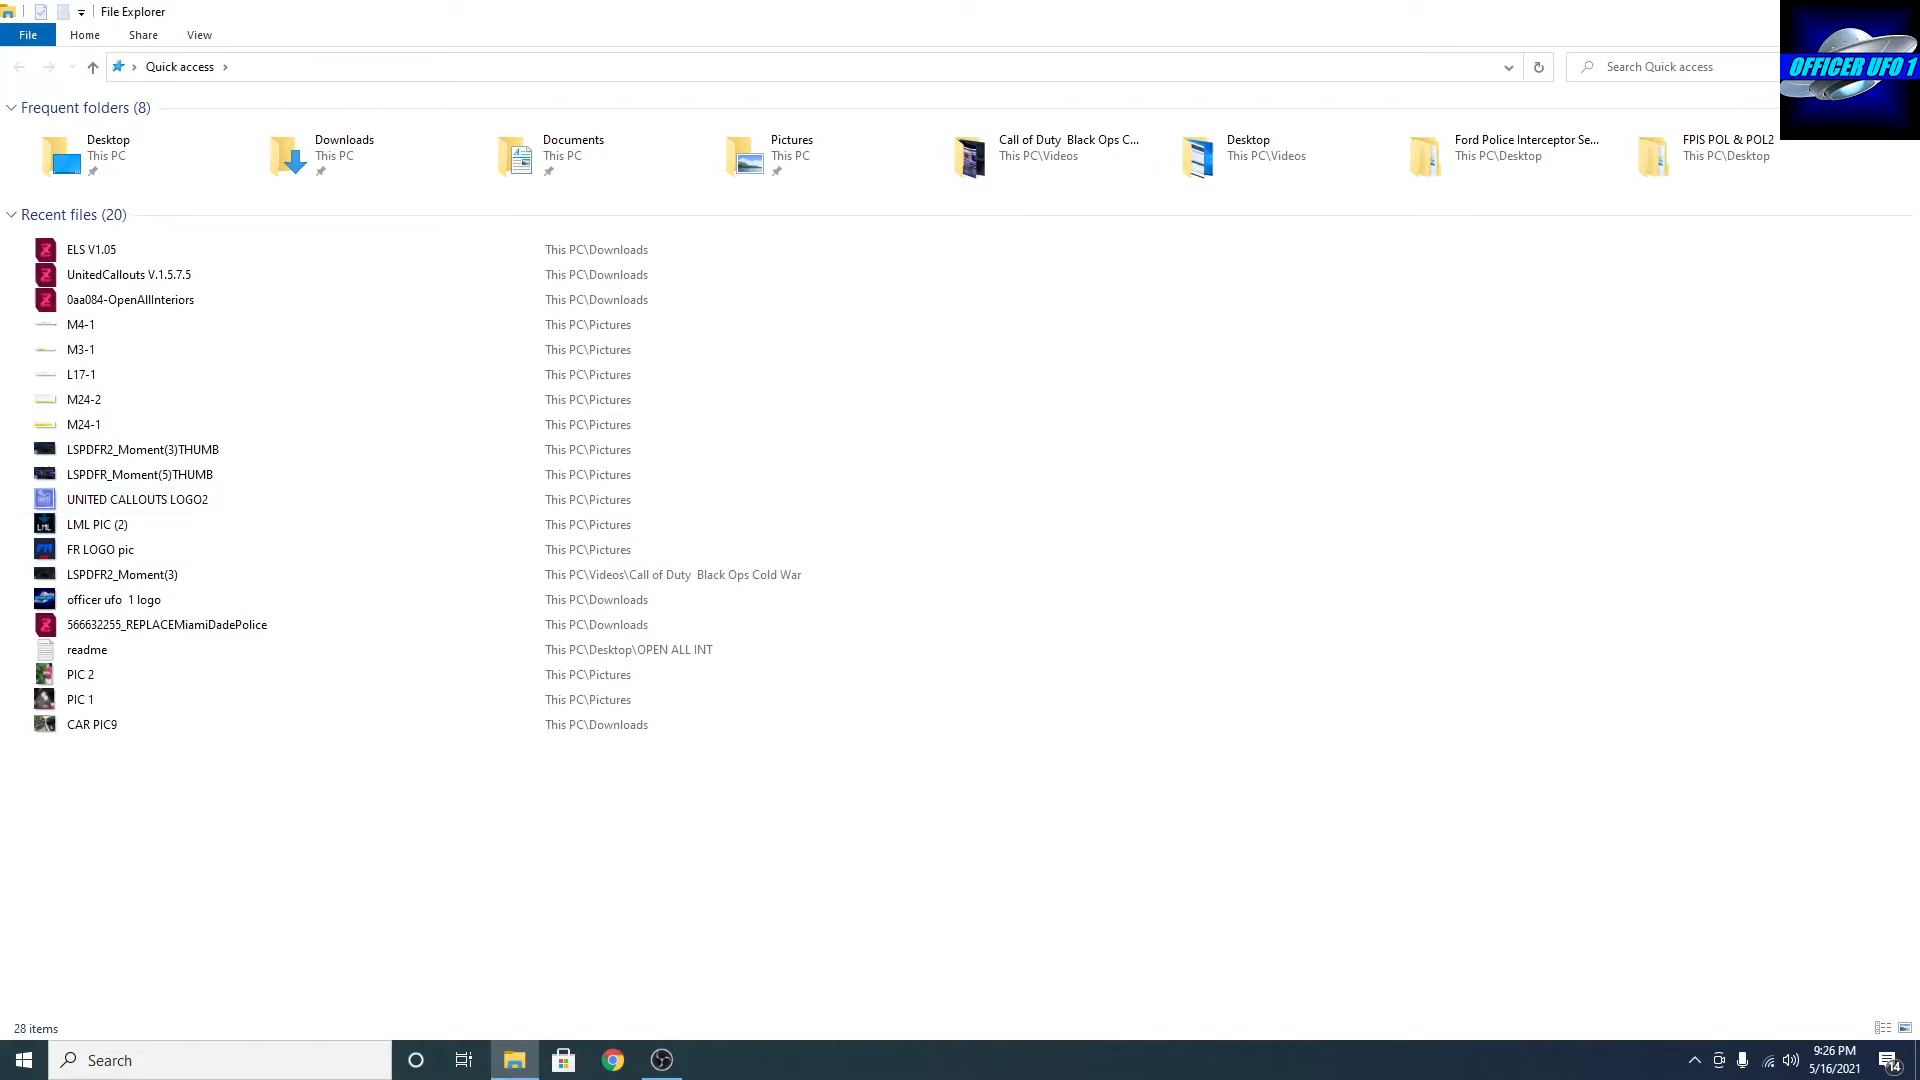 File Explorer
File Home Share View
Quick access
Search Quick access
OFFICER UFO 1
Frequent folders (8)
Desktop
This PC
Downloads
This PC
Documents
This PC
Pictures
This PC
Call of Duty  Black Ops C...
This PC\Videos
Desktop
This PC\Videos
Ford Police Interceptor Se...
This PC\Desktop
FPIS POL & POL2
This PC\Desktop
Recent files (20)
ELS V1.05 This PC\Downloads
UnitedCallouts V.1.5.7.5 This PC\Downloads
0aa084-OpenAllInteriors This PC\Downloads
M4-1 This PC\Pictures
M3-1 This PC\Pictures
L17-1 This PC\Pictures
M24-2 This PC\Pictures
M24-1 This PC\Pictures
LSPDFR2_Moment(3)THUMB This PC\Pictures
LSPDFR_Moment(5)THUMB This PC\Pictures
UNITED CALLOUTS LOGO2 This PC\Pictures
LML PIC (2) This PC\Pictures
FR LOGO pic This PC\Pictures
LSPDFR2_Moment(3) This PC\Videos\Call of Duty  Black Ops Cold War
officer ufo  1 logo This PC\Downloads
566632255_REPLACEMiamiDadePolice This PC\Downloads
readme This PC\Desktop\OPEN ALL INT
PIC 2 This PC\Pictures
PIC 1 This PC\Pictures
CAR PIC9 This PC\Downloads
28 items
Search
9:26 PM
5/16/2021
14